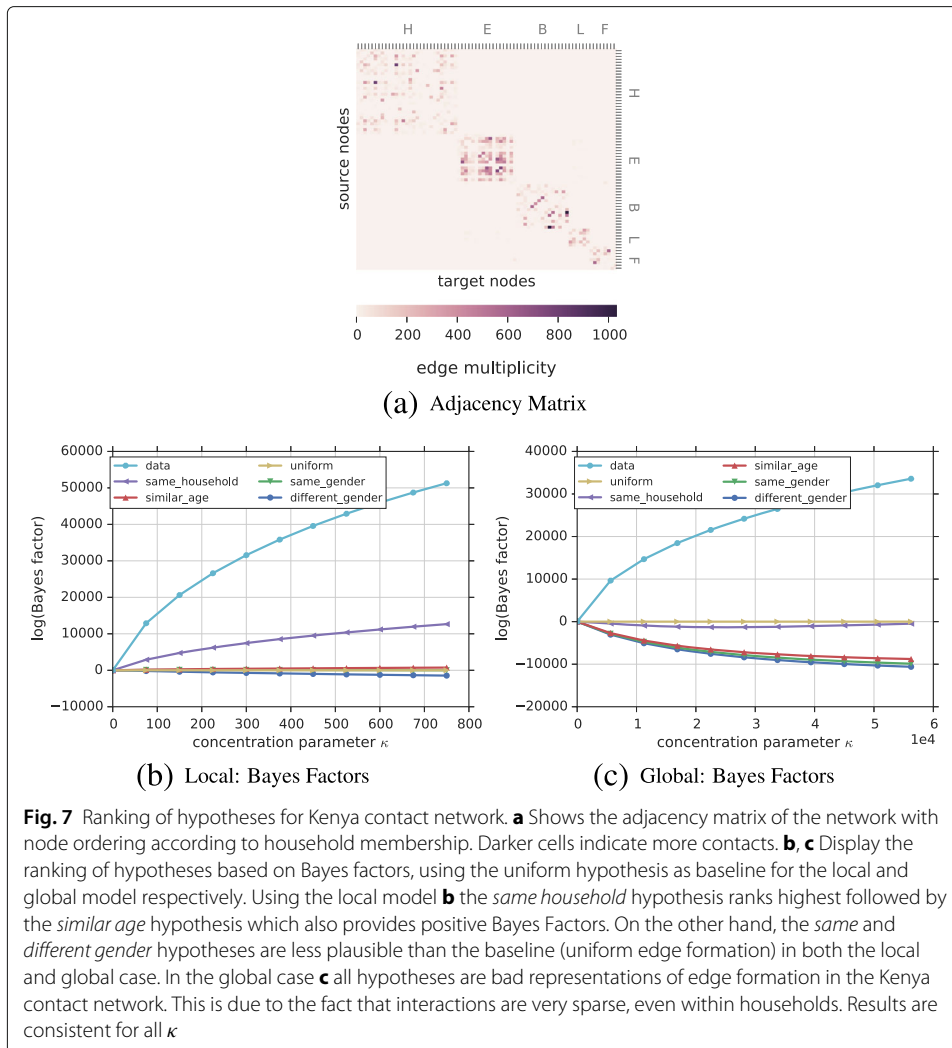 H E B L F
H
E
B
L
F
source nodes
target nodes
0 200 400 600 800 1000
edge multiplicity
(a) Adjacency Matrix
60000
50000
40000
30000
20000
10000
0
−10000
log(Bayes factor)
data
same_household
similar_age
uniform
same_gender
different_gender
0 100 200 300 400 500 600 700 800
concentration parameter κ
(b) Local: Bayes Factors
40000
30000
20000
10000
0
−10000
−20000
log(Bayes factor)
data
uniform
same_household
similar_age
same_gender
different_gender
0 1 2 3 4 5 6
1e4
concentration parameter κ
(c) Global: Bayes Factors
Fig. 7 Ranking of hypotheses for Kenya contact network. a Shows the adjacency matrix of the network with
node ordering according to household membership. Darker cells indicate more contacts. b, c Display the
ranking of hypotheses based on Bayes factors, using the uniform hypothesis as baseline for the local and
global model respectively. Using the local model b the same household hypothesis ranks highest followed by
the similar age hypothesis which also provides positive Bayes Factors. On the other hand, the same and
different gender hypotheses are less plausible than the baseline (uniform edge formation) in both the local
and global case. In the global case c all hypotheses are bad representations of edge formation in the Kenya
contact network. This is due to the fact that interactions are very sparse, even within households. Results are
consistent for all κ